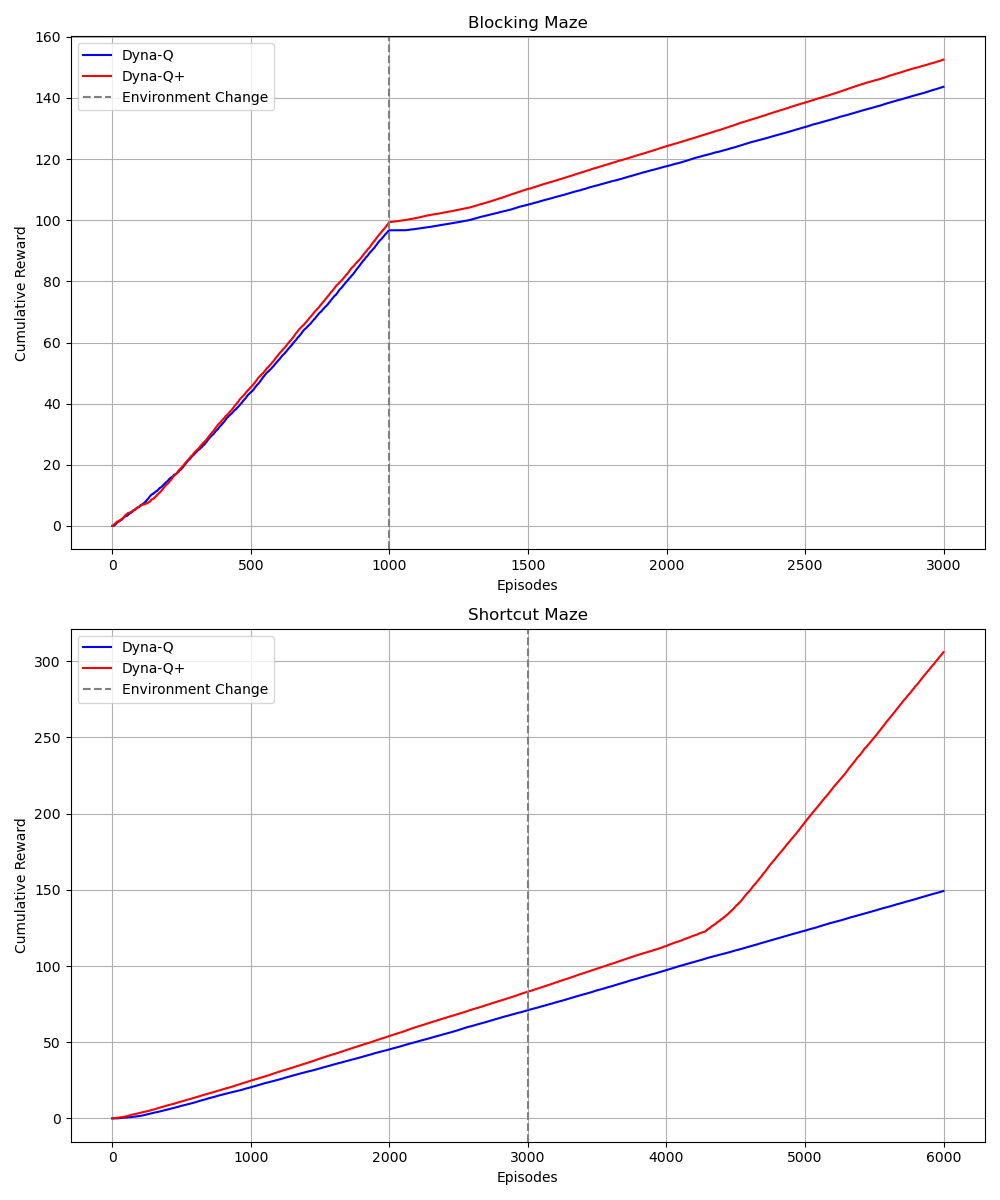 Blocking Maze
160
140
120
100
80
60
40
20
0
Cumulative Reward
Dyna-Q
Dyna-Q+
Environment Change
0 500 1000 1500 2000 2500 3000
Episodes
Shortcut Maze
300
250
200
150
100
50
0
Cumulative Reward
Dyna-Q
Dyna-Q+
Environment Change
0 1000 2000 3000 4000 5000 6000
Episodes